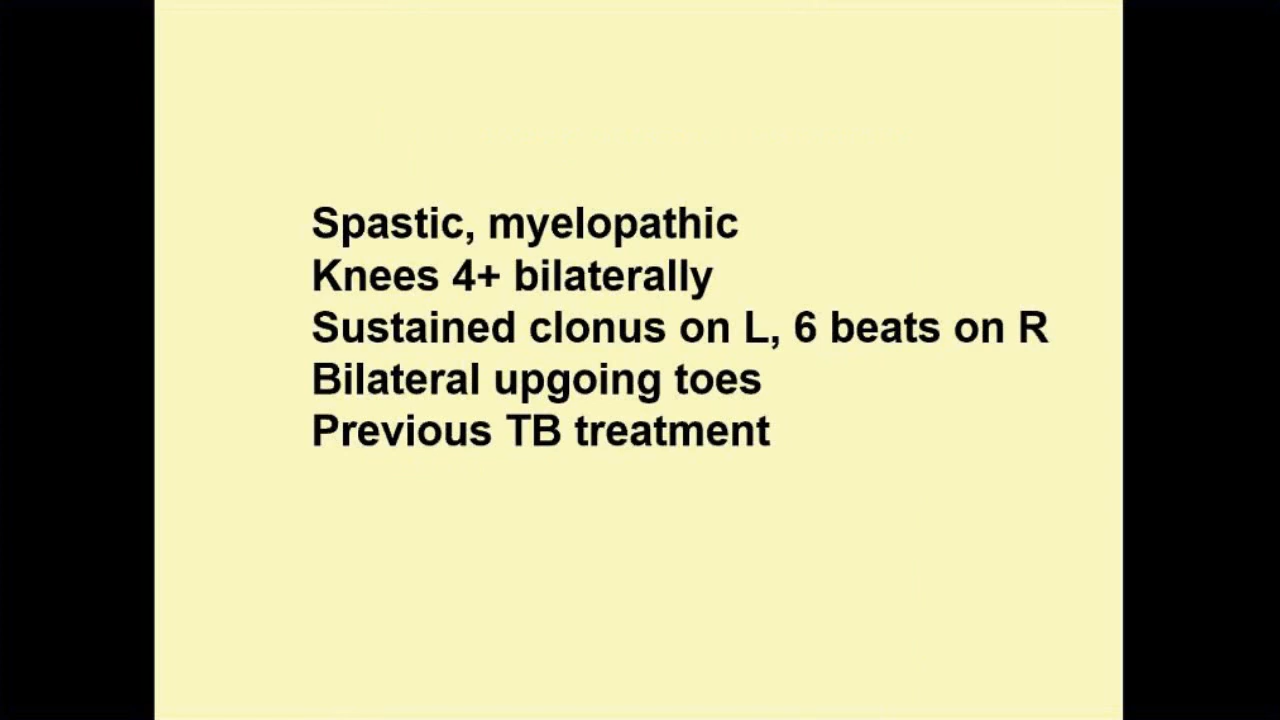 Spastic, myelopathic
Knees 4+ bilaterally
Sustained clonus on L, 6 beats on R
Bilateral upgoing toes
Previous TB treatment